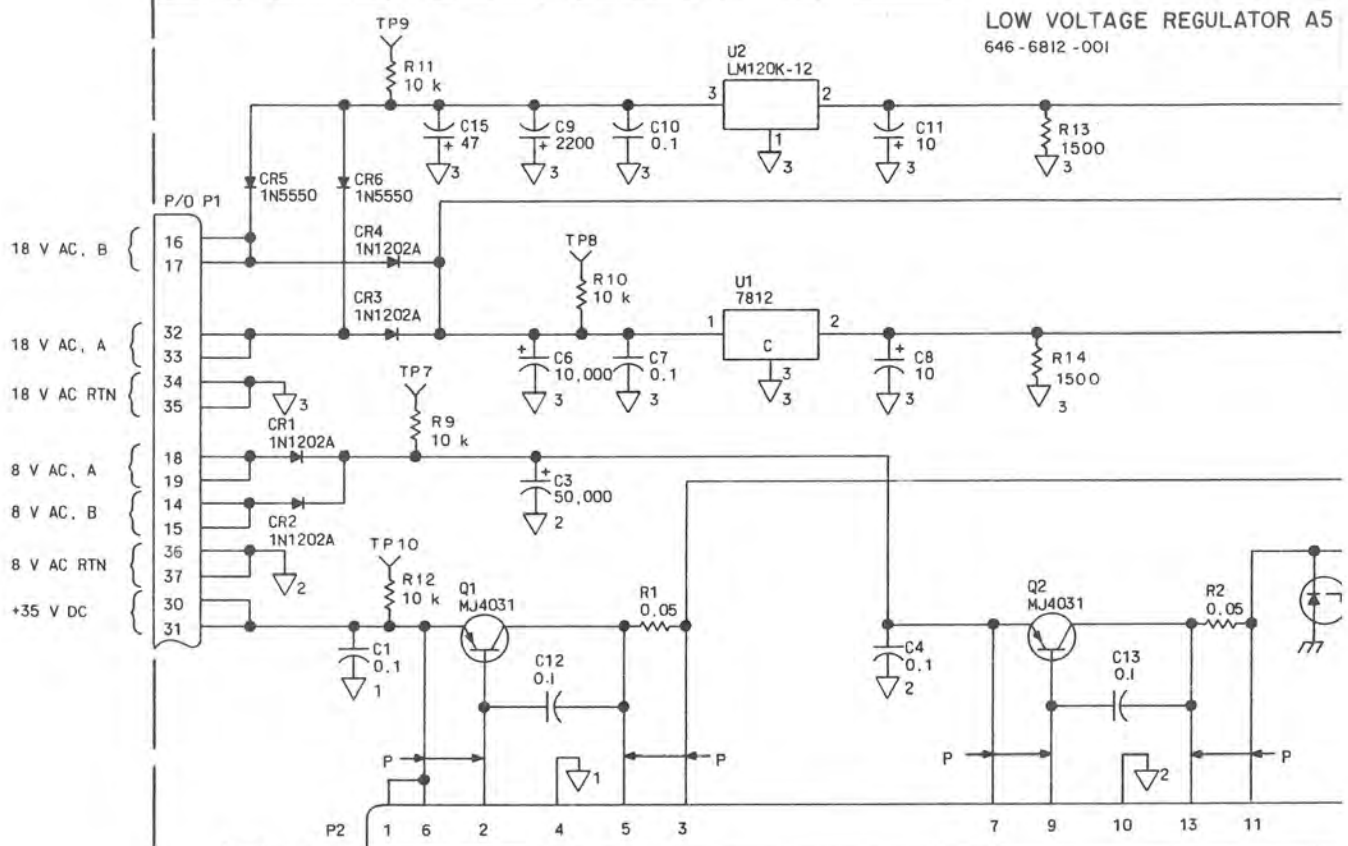 LOW VOLTAGE REGULATOR A5
646-6812-001
TP9
R11
10 k
U2
LM120K-12
3
2
1
3
C15
+ 47
3
C9
+ 2200
3
C10
0.1
3
C11
+ 10
3
R13
1500
3
CR5
1N5550
CR6
1N5550
P/O P1
18 V AC, B
16
17
CR4
1N1202A
TP8
R10
10 k
CR3
1N1202A
U1
7812
1
2
C
3
3
18 V AC, A
32
33
+
C6
10,000
3
C7
0.1
3
+
C8
10
3
R14
1500
3
18 V AC RTN
34
35
3
TP7
R9
10 k
CR1
1N1202A
8 V AC, A
18
19
8 V AC, B
14
15
CR2
1N1202A
+
C3
50,000
2
8 V AC RTN
36
37
2
+35 V DC
30
31
TP10
R12
10 k
Q1
MJ4031
R1
0.05
Q2
MJ4031
R2
0.05
C1
0.1
1
C12
0.1
C4
0.1
2
C13
0.1
P
1
P
P
2
P
P2
1
6
2
4
5
3
7
9
10
13
11